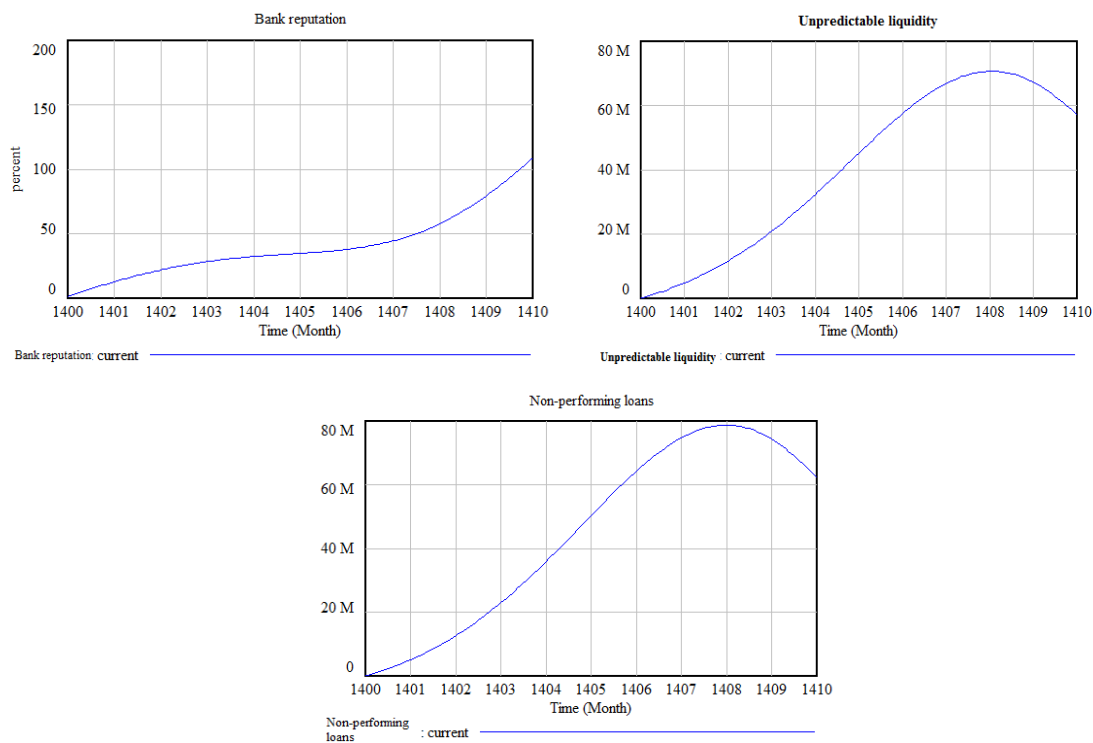 Bank reputation
200
150
100
50
0
percent
1400 1401 1402 1403 1404 1405 1406 1407 1408 1409 1410
Time (Month)
Bank reputation: current
Unpredictable liquidity
80 M
60 M
40 M
20 M
0
1400 1401 1402 1403 1404 1405 1406 1407 1408 1409 1410
Time (Month)
Unpredictable liquidity : current
Non-performing loans
80 M
60 M
40 M
20 M
0
1400 1401 1402 1403 1404 1405 1406 1407 1408 1409 1410
Time (Month)
Non-performing
loans : current